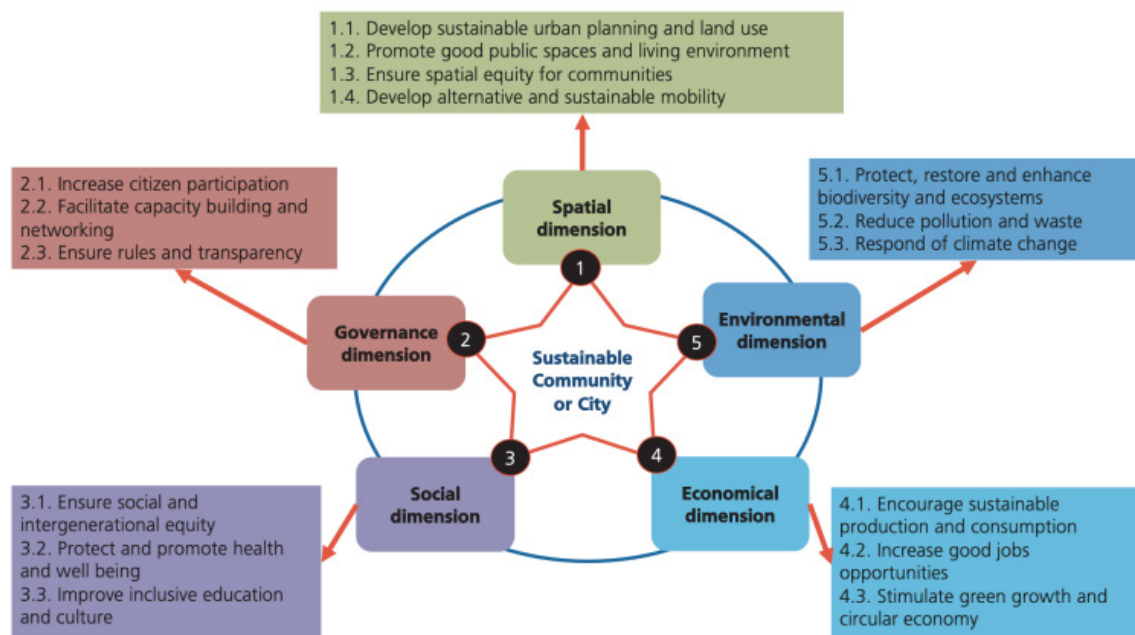 1.1. Develop sustainable urban planning and land use
1.2. Promote good public spaces and living environment
1.3. Ensure spatial equity for communities
1.4. Develop alternative and sustainable mobility
2.1. Increase citizen participation
2.2. Facilitate capacity building and
networking
2.3. Ensure rules and transparency
5.1. Protect, restore and enhance
biodiversity and ecosystems
5.2. Reduce pollution and waste
5.3. Respond of climate change
Spatial
dimension
1
Governance
dimension
2
Sustainable
Community
or City
5
Environmental
dimension
3
4
Social
dimension
Economical
dimension
3.1. Ensure social and
intergenerational equity
3.2. Protect and promote health
and well being
3.3. Improve inclusive education
and culture
4.1. Encourage sustainable
production and consumption
4.2. Increase good jobs
opportunities
4.3. Stimulate green growth and
circular economy